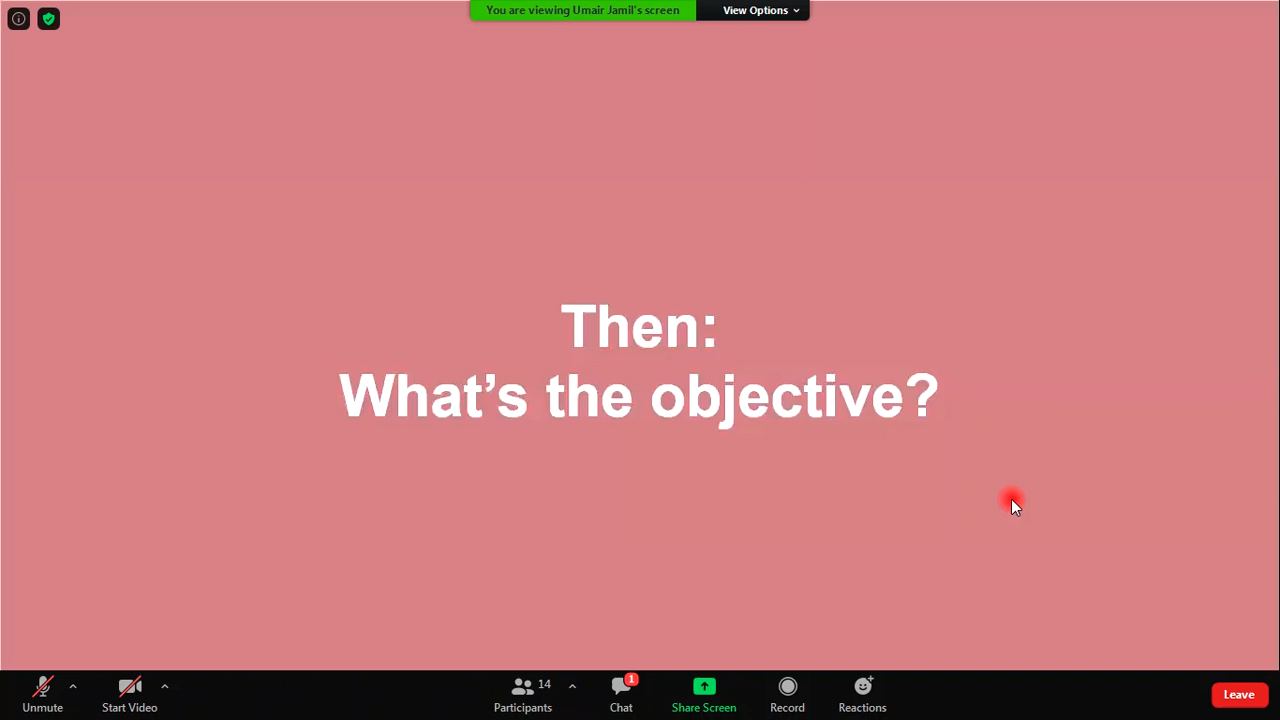 You are viewing Umair Jamil's screen
View Options
Then:
What’s the objective?
Unmute
Start Video
14
Participants
1
Chat
Share Screen
Record
Reactions
Leave